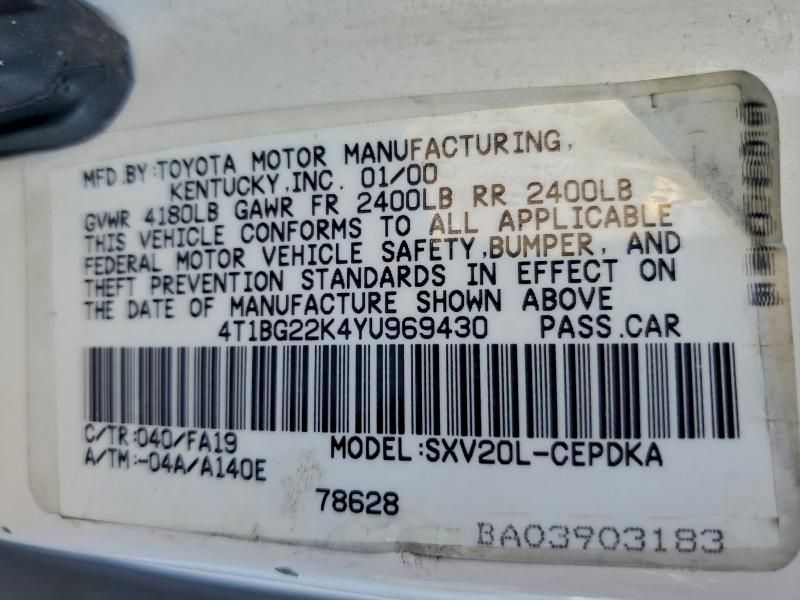 MFD.BY:TOYOTA MOTOR MANUFACTURING,
KENTUCKY,INC. 01/00
GVWR 4180LB GAWR FR 2400LB RR 2400LB
THIS VEHICLE CONFORMS TO ALL APPLICABLE
FEDERAL MOTOR VEHICLE SAFETY,BUMPER, AND
THEFT PREVENTION STANDARDS IN EFFECT ON
THE DATE OF MANUFACTURE SHOWN ABOVE
4T1BG22K4YU969430 PASS.CAR
C/TR:040/FA19 MODEL:SXV20L-CEPDKA
A/TM:-04A/A140E
78628
BA03903183